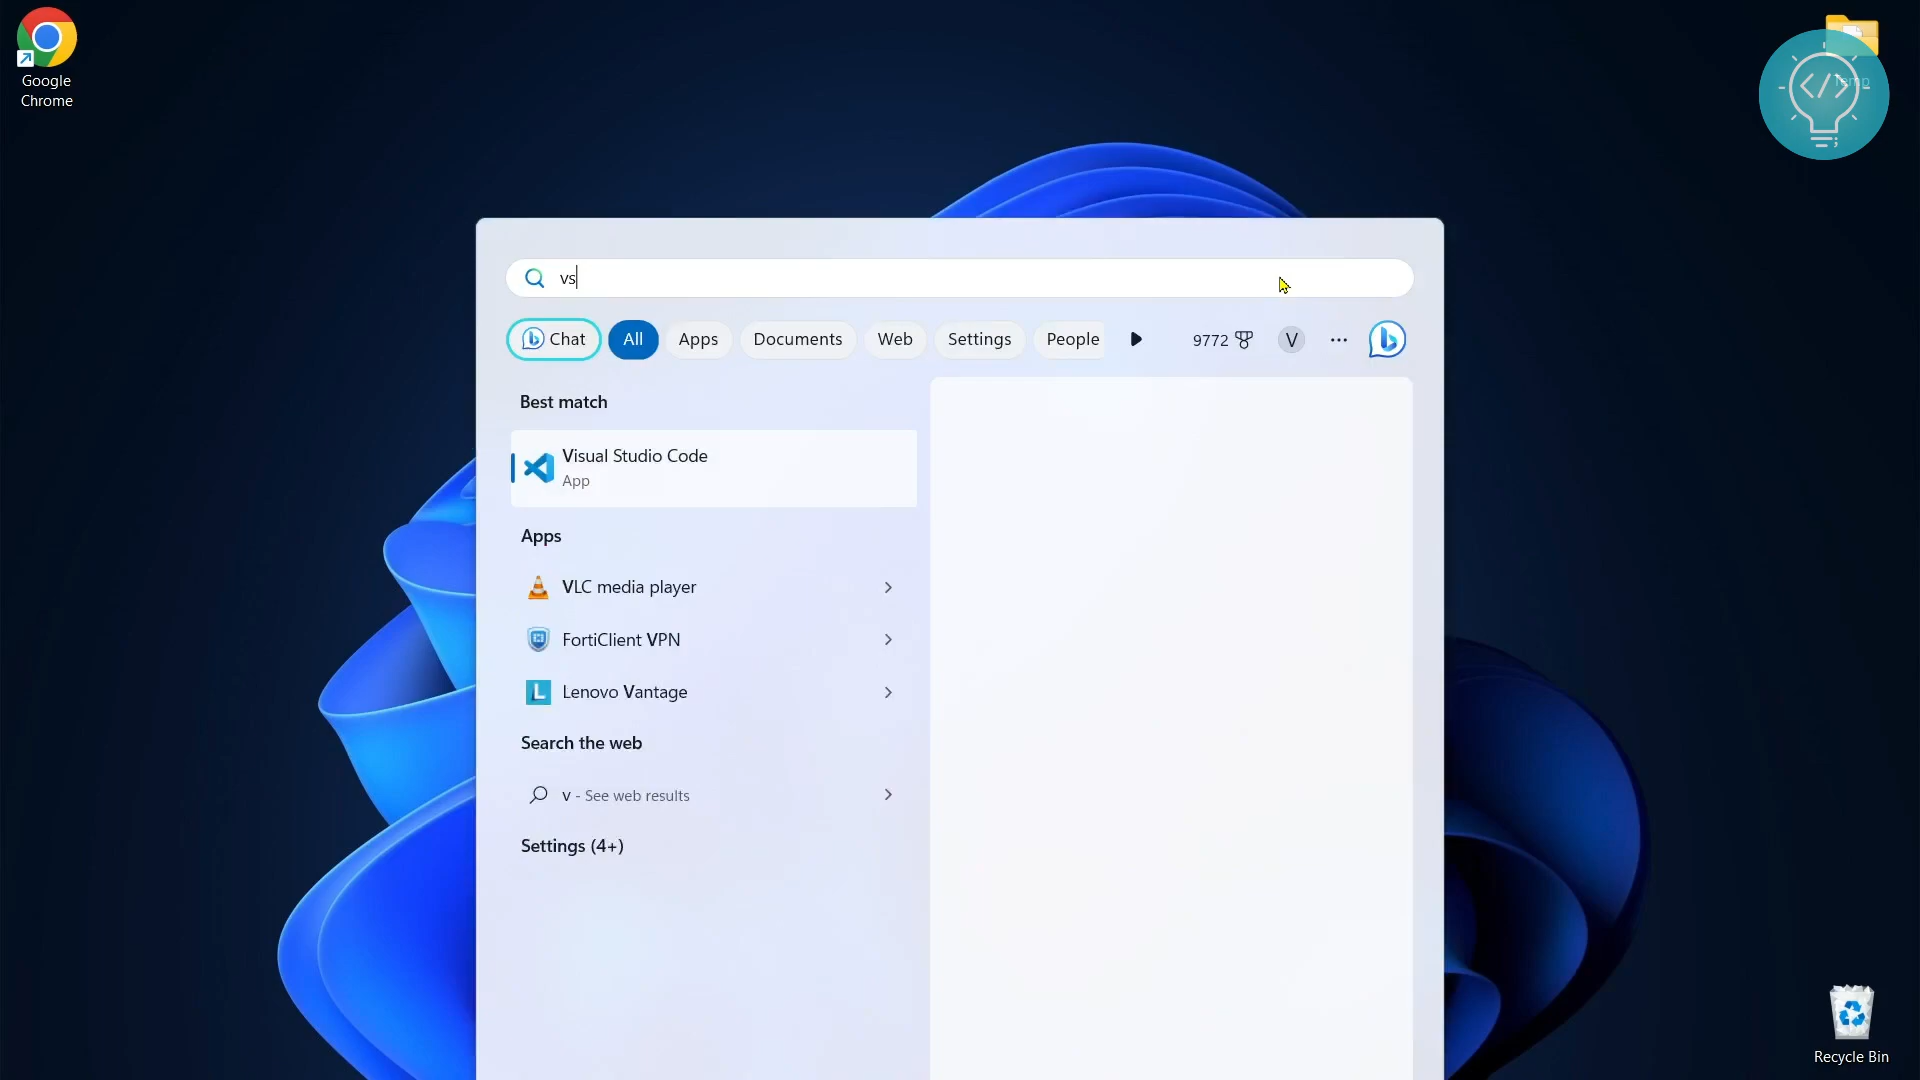 Google
Chrome
Temp
</>
vs
Chat
All
Apps
Documents
Web
Settings
People
9772
V
Best match
Visual Studio Code
App
Apps
VLC media player
FortiClient VPN
Lenovo Vantage
Search the web
v - See web results
Settings (4+)
Recycle Bin